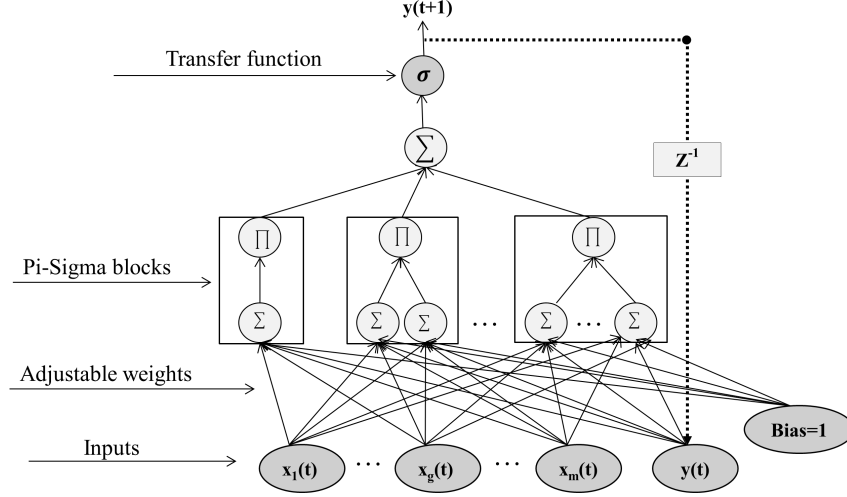 y(t+1)
Transfer function
σ
∑
Z⁻¹
∏ ∏ ∏
Pi-Sigma blocks
∑ ∑ ∑ ... ∑ ... ∑
Adjustable weights
Bias=1
Inputs
x₁(t) ... x_g(t) ... x_m(t) y(t)